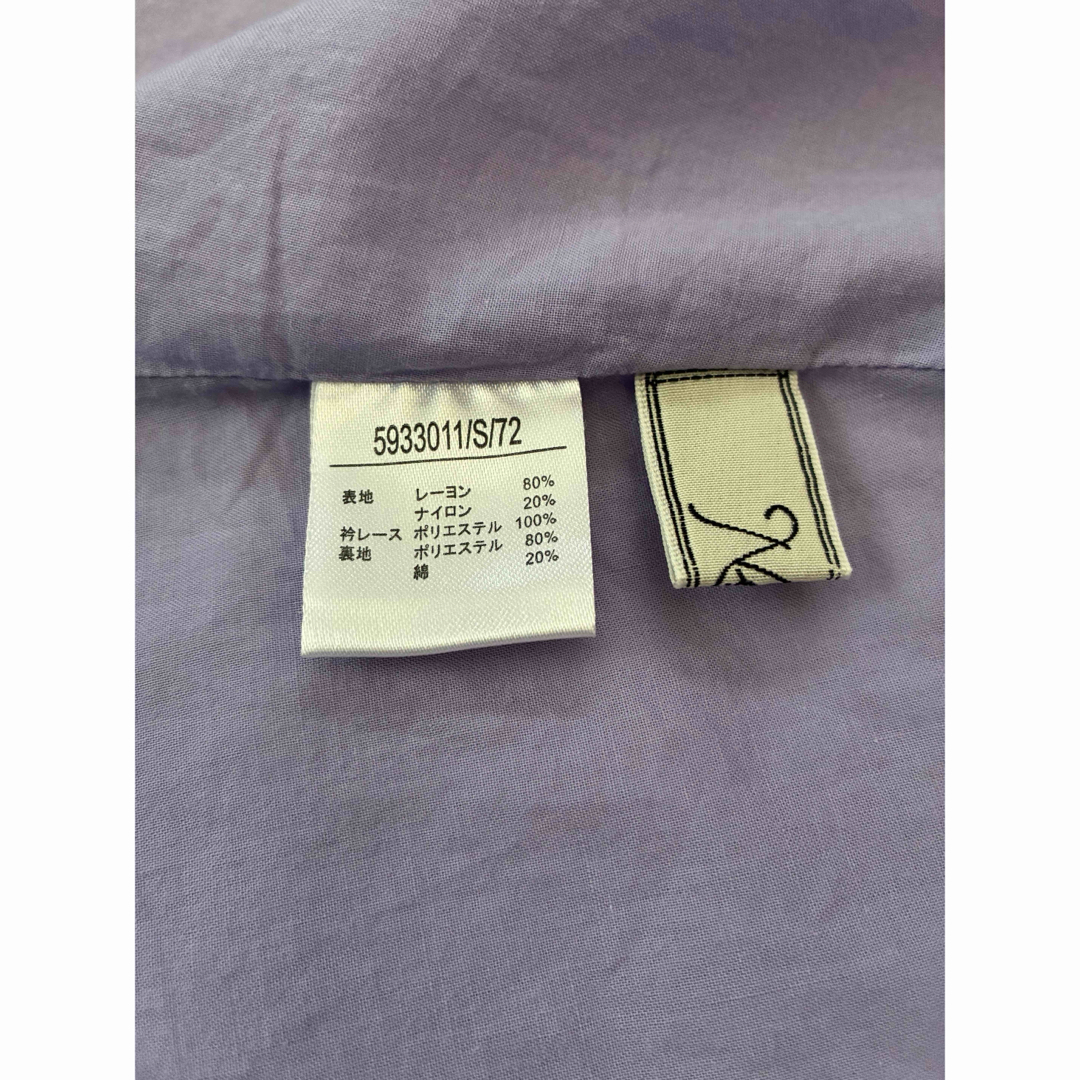 5933011/S/72
表地 レーヨン 80%
ナイロン 20%
衿レース ポリエステル 100%
裏地 ポリエステル 80%
綿 20%